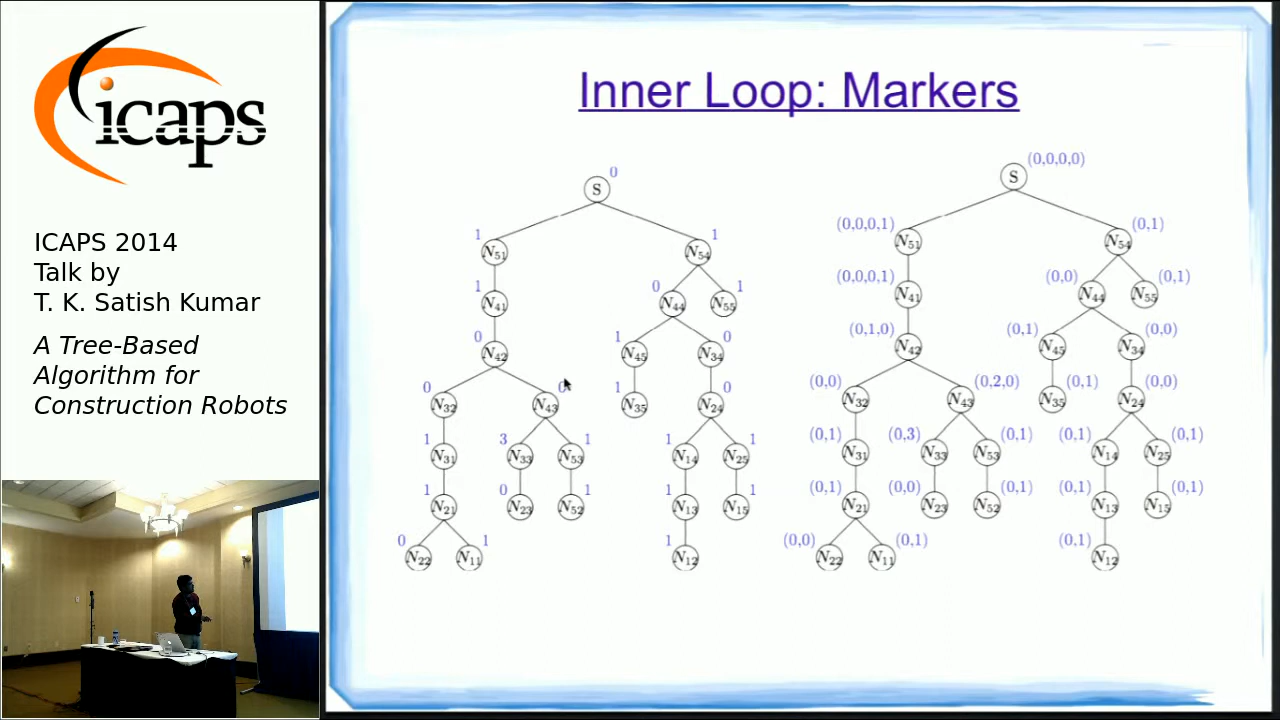 icaps
ICAPS 2014
Talk by
T. K. Satish Kumar
A Tree-Based
Algorithm for
Construction Robots
Inner Loop: Markers
0
S
1 1
N51 N54
1 0 1
N41 N44 N55
0 1 0
N42 N45 N34
0 0 1 0
N32 N43 N35 N24
1 3 1 1 1
N31 N33 N53 N14 N25
1 0 1 1 1
N21 N23 N52 N13 N15
0 1 1
N22 N11 N12
(0,0,0,0)
S
(0,0,0,1) (0,1)
N51 N54
(0,0,0,1) (0,0) (0,1)
N41 N44 N55
(0,1,0) (0,1) (0,0)
N42 N45 N34
(0,0) (0,2,0) (0,1) (0,0)
N32 N43 N35 N24
(0,1) (0,3) (0,1) (0,1) (0,1)
N31 N33 N53 N14 N25
(0,1) (0,0) (0,1) (0,1) (0,1)
N21 N23 N52 N13 N15
(0,0) (0,1) (0,1)
N22 N11 N12